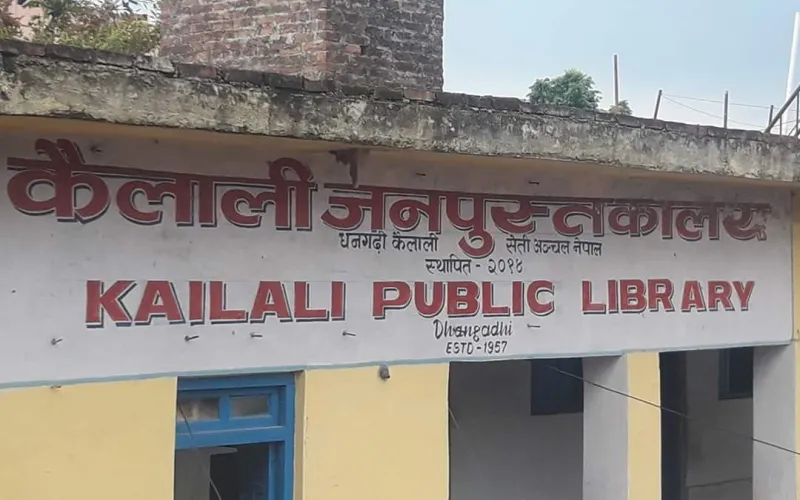 कैलाली जनपुस्तकालय
धनगढी कैलाली सेती अञ्चल नेपाल
स्थापित - २०१४
KAILALI PUBLIC LIBRARY
Dhangadhi
ESTD-1957